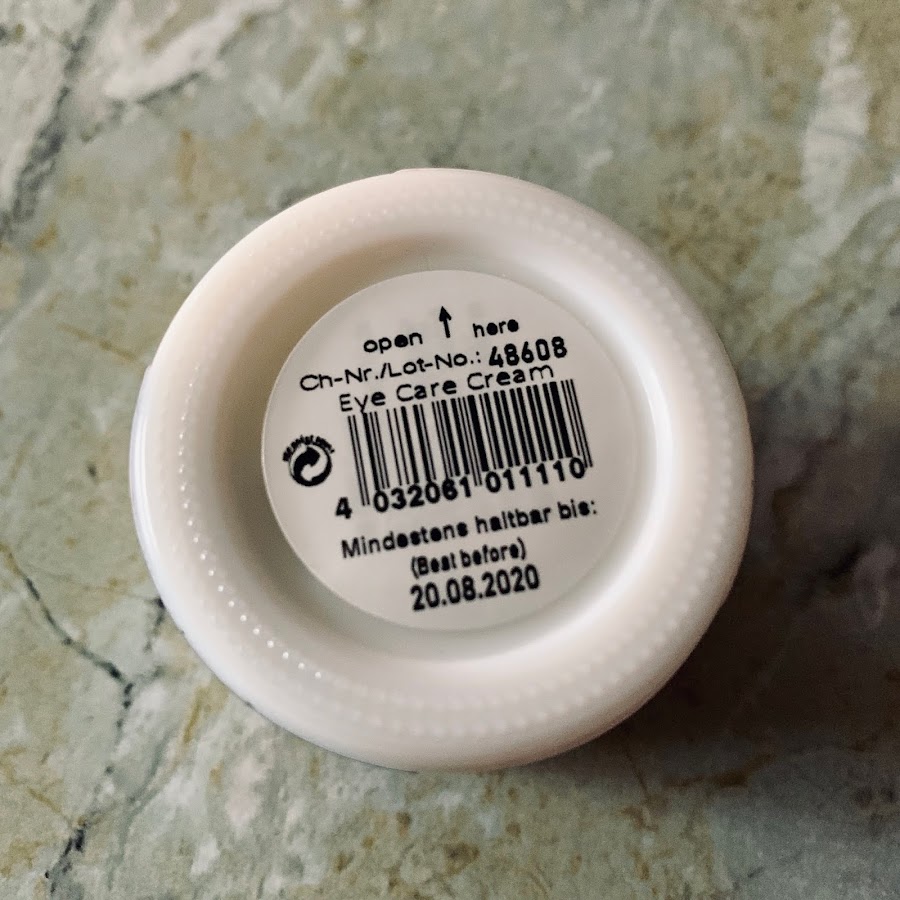 open ↑ here
Ch-Nr./Lot-No.: 48608
Eye Care Cream
4 032061 011110
Mindestens haltbar bis:
(Best before)
20.08.2020